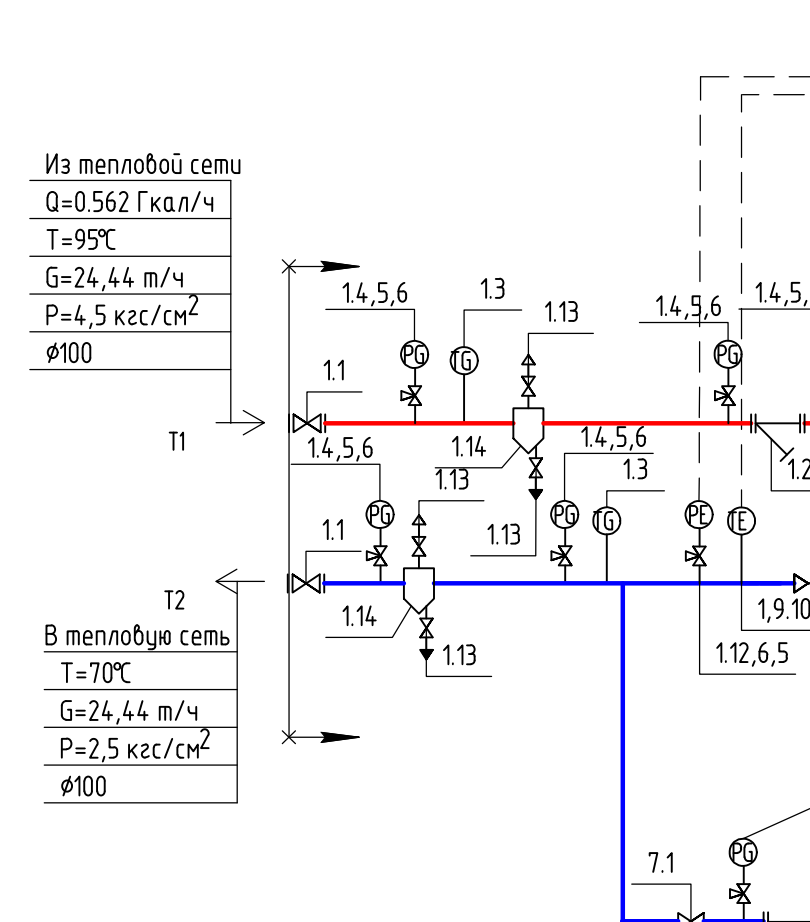 Из тепловой сети
Q=0.562 Гкал/ч
T=95°C
G=24,44 т/ч
P=4,5 кгс/см2
⌀100
T1
1.1
1.4,5,6
1.3
1.13
1.4,5,6
1.4,5,
PG
TG
PG
1.4,5,6
1.14
1.13
1.4,5,6
1.3
1.2
PG
1.13
PG
TG
PE
TE
1.1
T2
1.14
1.13
1,9.10
1.12,6,5
В тепловую сеть
T=70°C
G=24,44 т/ч
P=2,5 кгс/см2
⌀100
7.1
PG